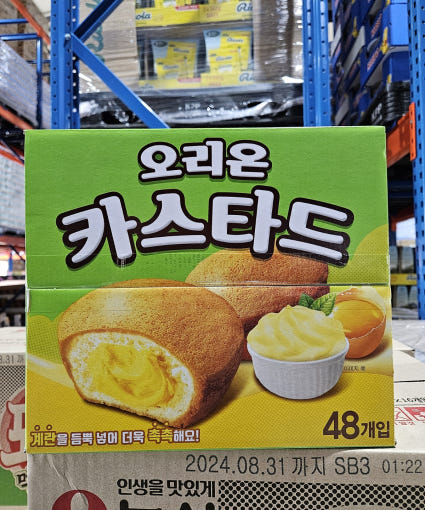 오리온
카스타드
계란을 듬뿍 넣어 더욱 촉촉해요!
48개입
2024.08.31 까지 SB3 01:22
인생을 맛있게